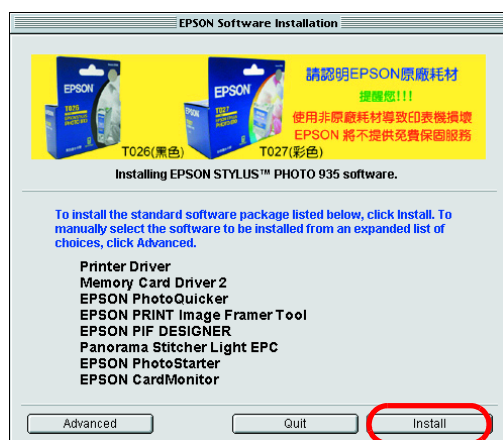 EPSON Software Installation
請認明EPSON原廠耗材
提醒您!!!
使用非原廠耗材導致印表機損壞
EPSON 將不提供免費保固服務
EPSON
T026
EPSON
T027
T026(黑色)
T027(彩色)
Installing EPSON STYLUS™ PHOTO 935 software.
To install the standard software package listed below, click Install. To
manually select the software to be installed from an expanded list of
choices, click Advanced.
Printer Driver
Memory Card Driver 2
EPSON PhotoQuicker
EPSON PRINT Image Framer Tool
EPSON PIF DESIGNER
Panorama Stitcher Light EPC
EPSON PhotoStarter
EPSON CardMonitor
Advanced
Quit
Install